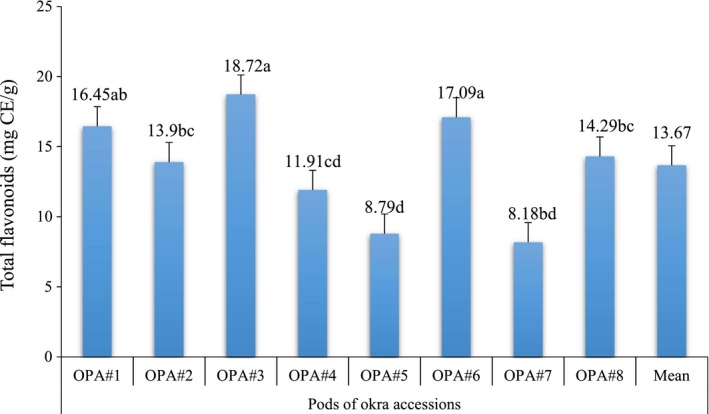 Total flavonoids (mg CE/g)
25
20
15
10
5
0
16.45ab
13.9bc
18.72a
11.91cd
8.79d
17.09a
8.18bd
14.29bc
13.67
OPA#1 OPA#2 OPA#3 OPA#4 OPA#5 OPA#6 OPA#7 OPA#8 Mean
Pods of okra accessions